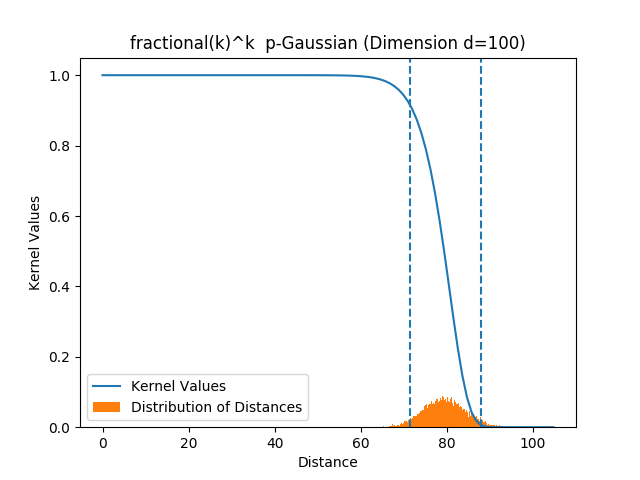 fractional(k)^k  p-Gaussian (Dimension d=100)
1.0
0.8
0.6
0.4
0.2
0.0
Kernel Values
Kernel Values
Distribution of Distances
0 20 40 60 80 100
Distance